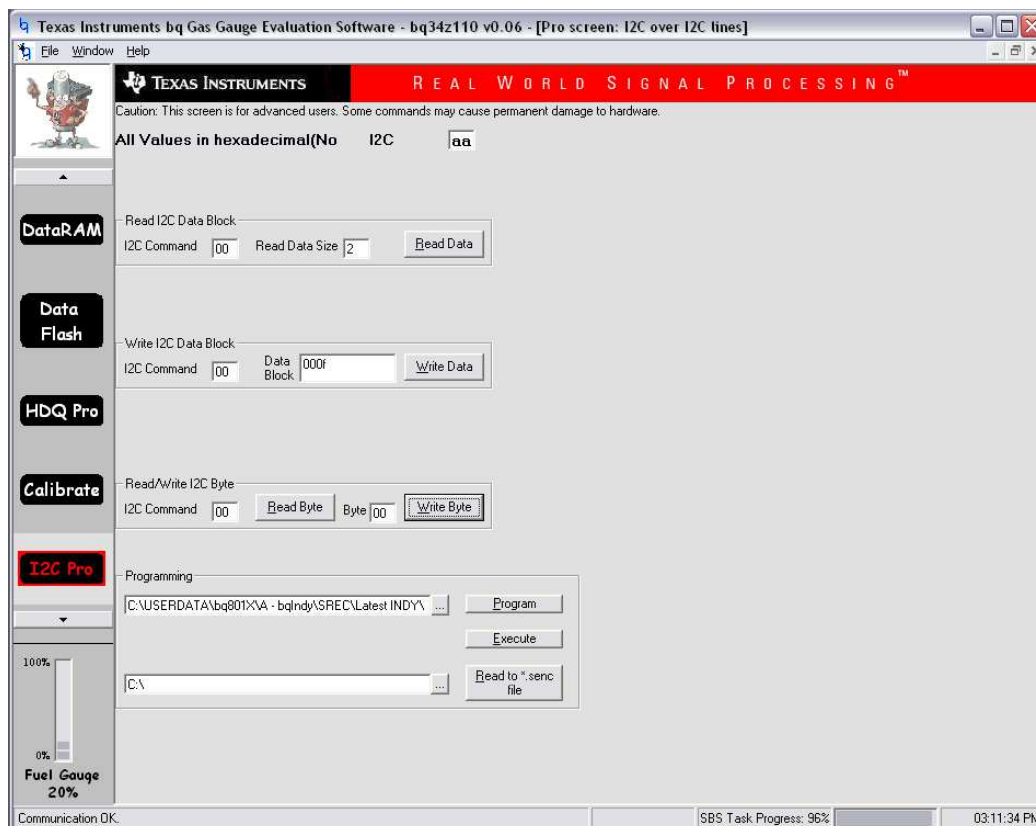 Texas Instruments bq Gas Gauge Evaluation Software - bq34z110 v0.06 - [Pro screen: I2C over I2C lines]
File Window Help
TEXAS INSTRUMENTS REAL WORLD SIGNAL PROCESSING™
Caution: This screen is for advanced users. Some commands may cause permanent damage to hardware.
All Values in hexadecimal(No I2C aa
DataRAM
Data
Flash
HDQ Pro
Calibrate
I2C Pro
Read I2C Data Block
I2C Command 00 Read Data Size 2 Read Data
Write I2C Data Block
I2C Command 00 Data Block 000f Write Data
Read/Write I2C Byte
I2C Command 00 Read Byte Byte 00 Write Byte
Programming
C:\USERDATA\bq801X\A - bqIndy\SREC\Latest INDY\ ... Program
Execute
C:\ ... Read to *.senc file
100%
0%
Fuel Gauge
20%
Communication OK. SBS Task Progress: 96% 03:11:34 PM